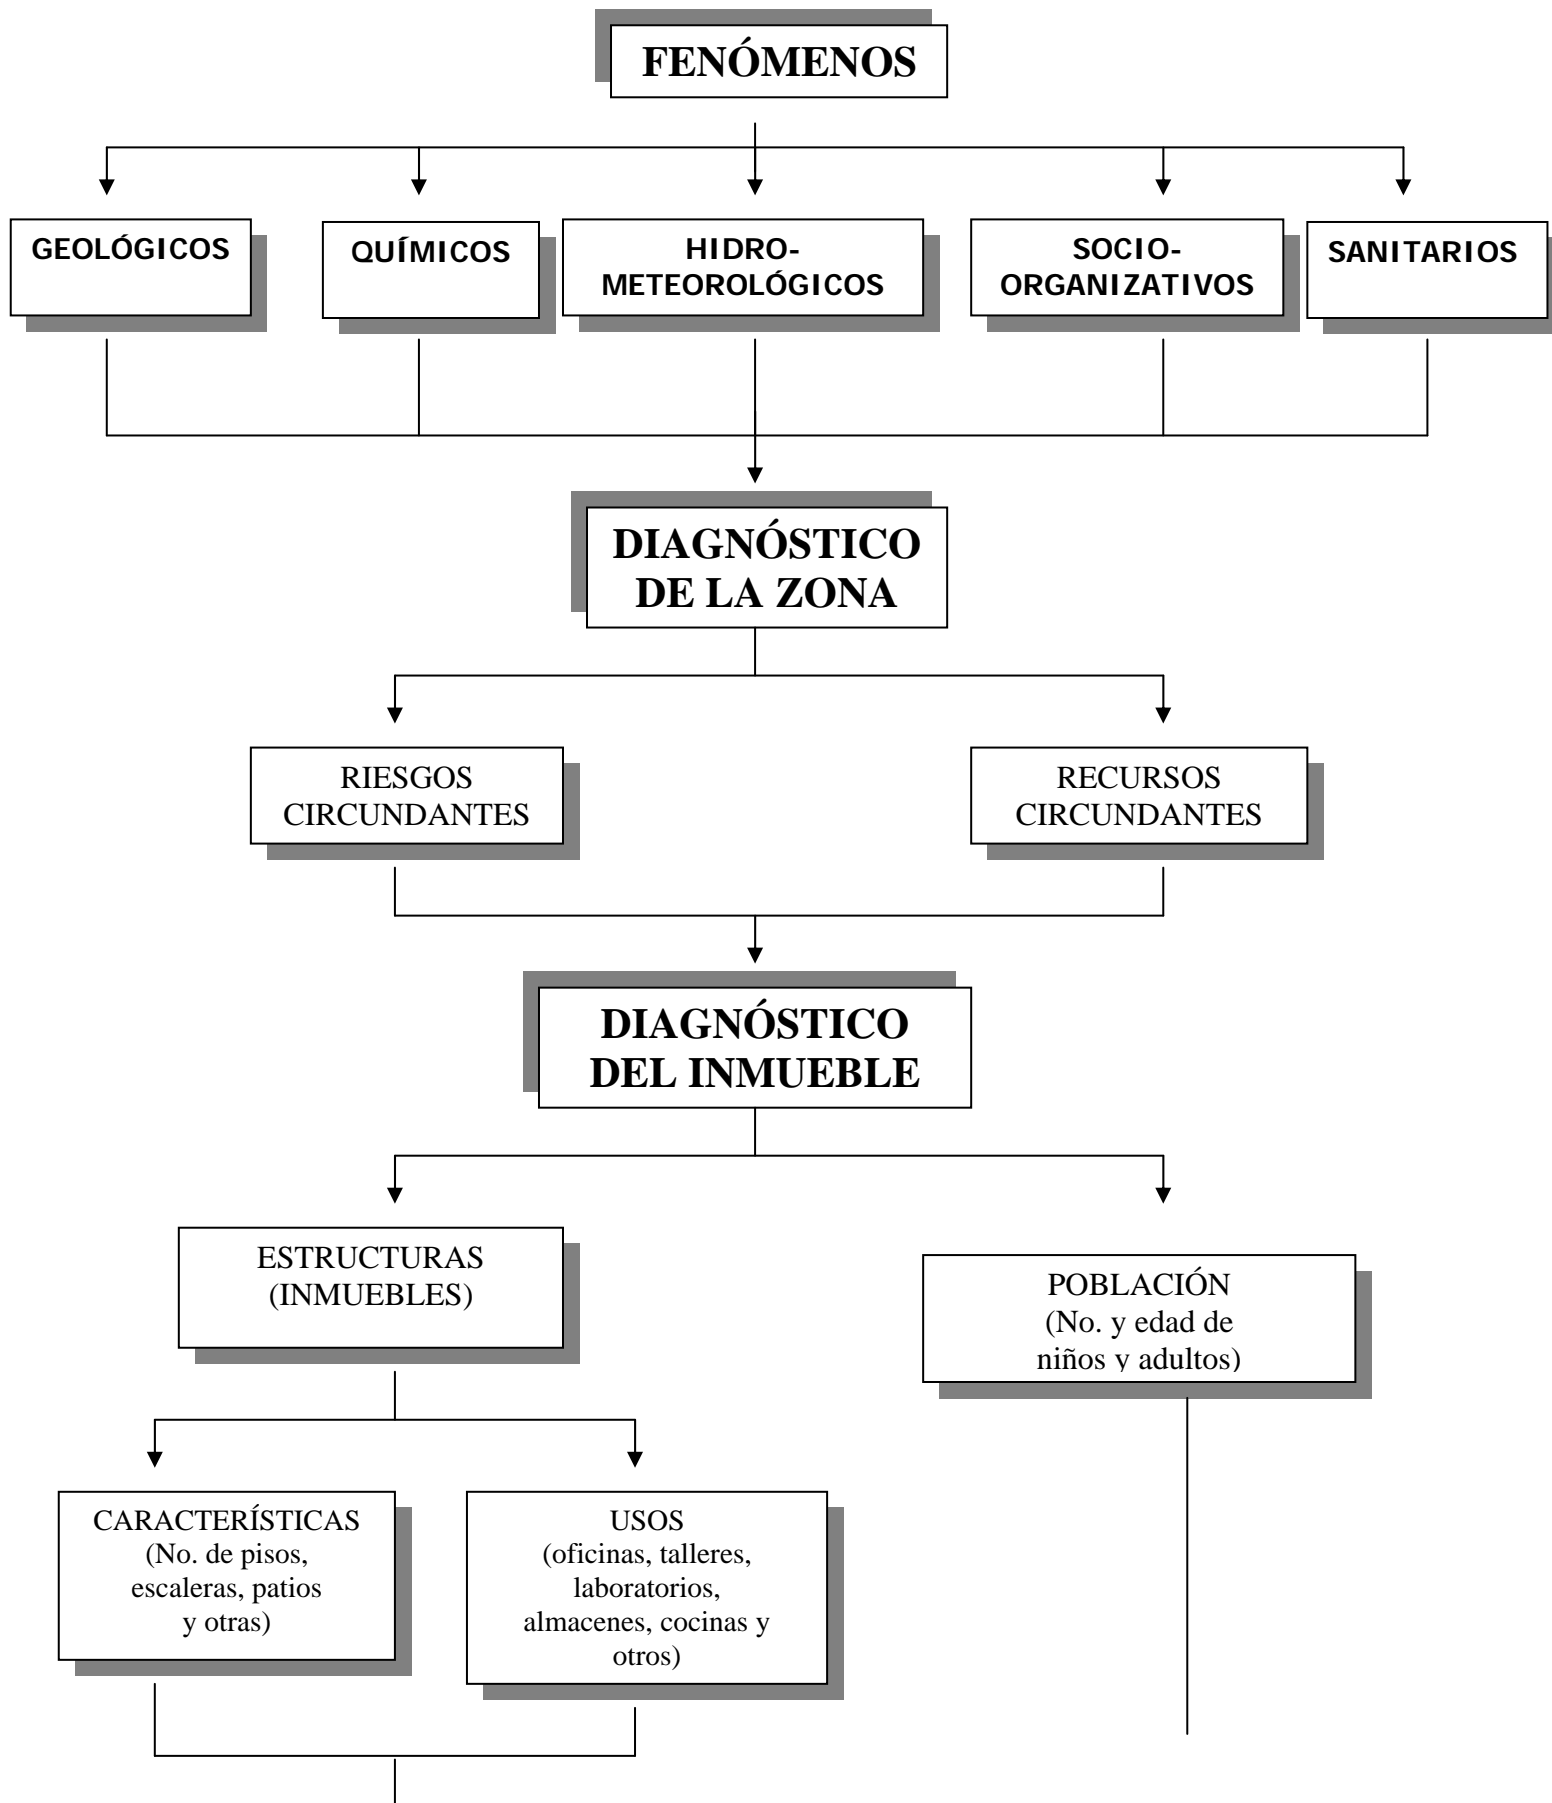 FENÓMENOS
GEOLÓGICOS
QUÍMICOS
HIDRO-
METEOROLÓGICOS
SOCIO-
ORGANIZATIVOS
SANITARIOS
DIAGNÓSTICO
DE LA ZONA
RIESGOS
CIRCUNDANTES
RECURSOS
CIRCUNDANTES
DIAGNÓSTICO
DEL INMUEBLE
ESTRUCTURAS
(INMUEBLES)
POBLACIÓN
(No. y edad de
niños y adultos)
CARACTERÍSTICAS
(No. de pisos,
escaleras, patios
y otras)
USOS
(oficinas, talleres,
laboratorios,
almacenes, cocinas y
otros)